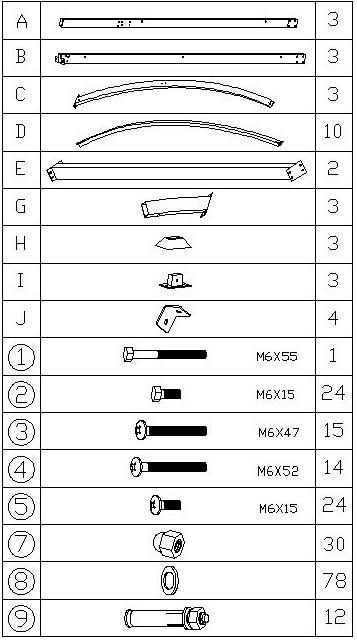 A 3
B 3
C 3
D 10
E 2
G 3
H 3
I 3
J 4
① M6X55 1
② M6X15 24
③ M6X47 15
④ M6X52 14
⑤ M6X15 24
⑦ 30
⑧ 78
⑨ 12